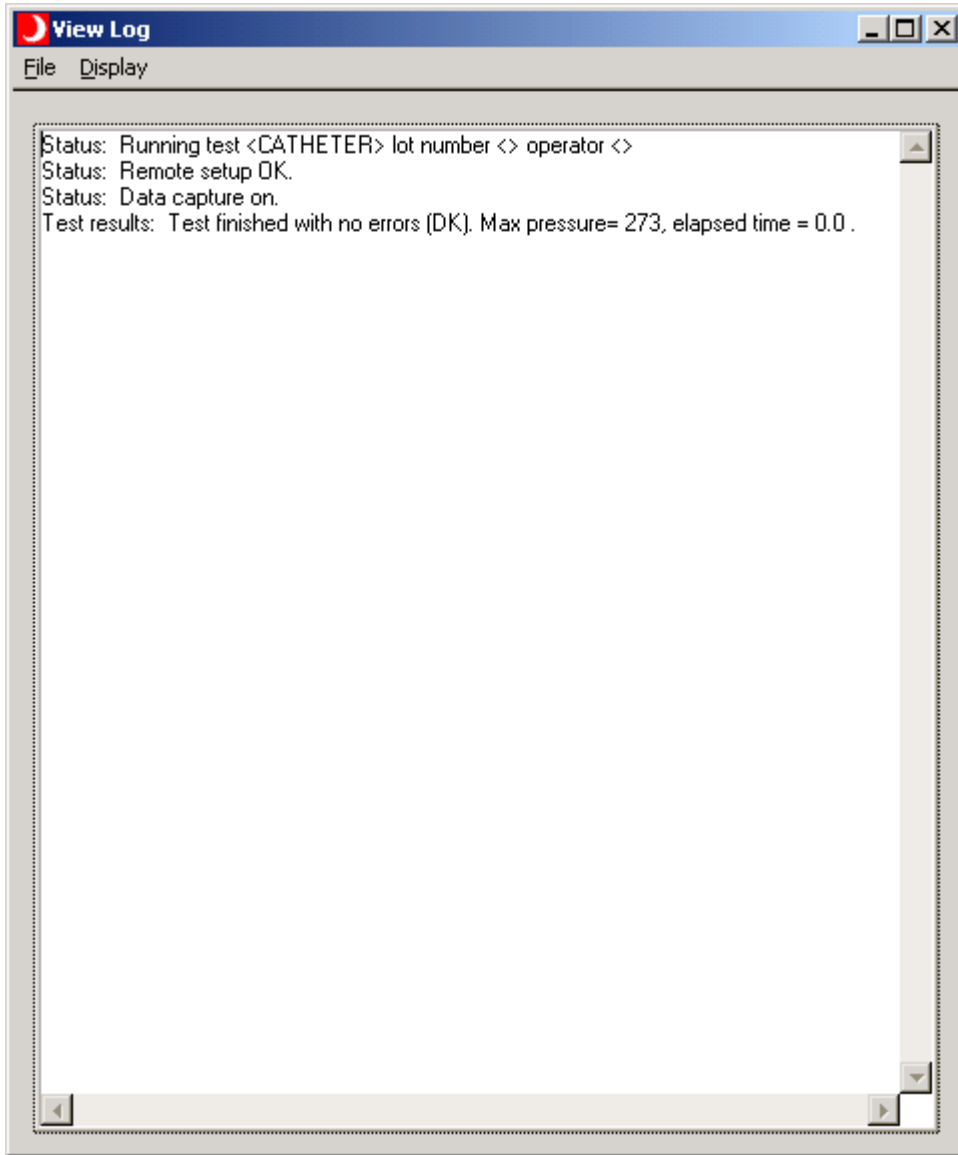 View Log
File Display
Status:  Running test <CATHETER> lot number <> operator <>
Status:  Remote setup OK.
Status:  Data capture on.
Test results:  Test finished with no errors (DK). Max pressure= 273, elapsed time = 0.0 .